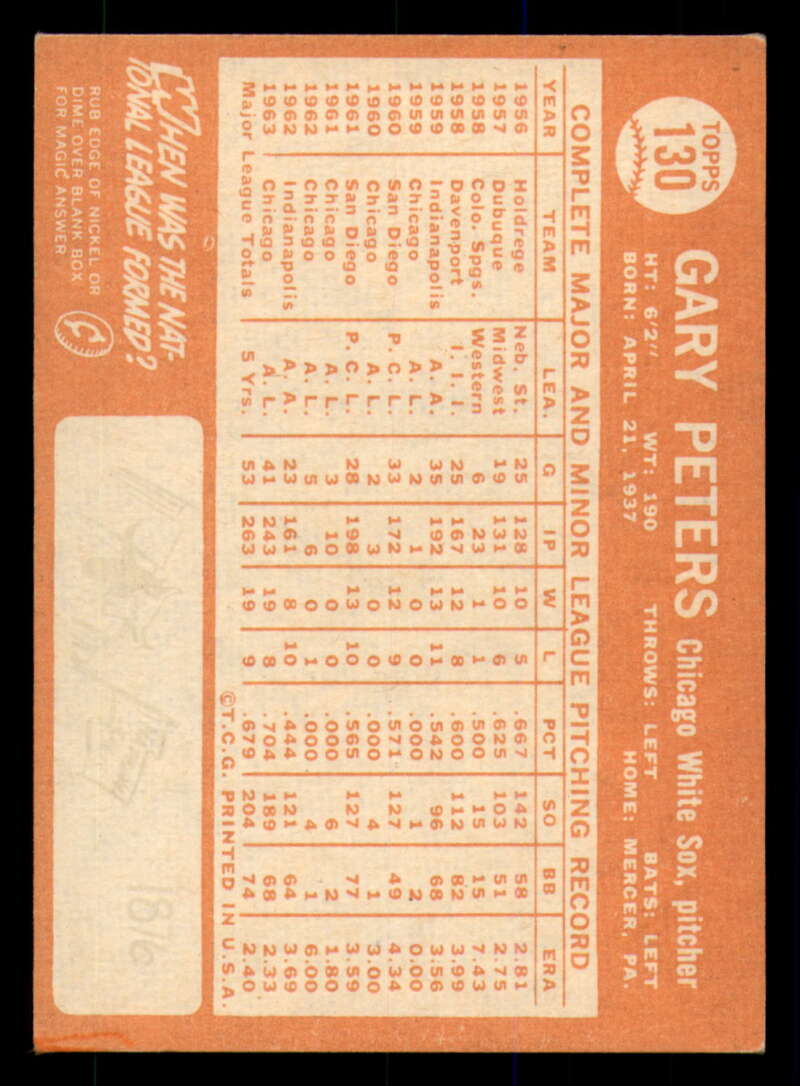 TOPPS
130
GARY PETERS Chicago White Sox, pitcher
HT: 6'2" WT: 190 THROWS: LEFT BATS: LEFT
BORN: APRIL 21, 1937 HOME: MERCER, PA.
COMPLETE MAJOR AND MINOR LEAGUE PITCHING RECORD
YEAR TEAM LEA. G IP W L PCT SO BB ERA
1956 Holdrege Neb. St. 25 128 10 5 .667 142 58 2.81
1957 Dubuque Midwest 19 131 10 6 .625 103 51 2.75
1958 Colo. Spgs. Western 6 23 1 1 .500 15 15 7.43
1958 Davenport I. I. I. 25 167 12 8 .600 112 82 3.99
1959 Indianapolis A. A. 35 192 13 11 .542 96 68 3.56
1959 Chicago A. L. 2 1 0 0 .000 1 2 0.00
1960 San Diego P. C. L. 33 172 12 9 .571 127 49 4.34
1960 Chicago A. L. 2 3 0 0 .000 4 1 3.00
1961 San Diego P. C. L. 28 198 13 10 .565 127 77 3.59
1961 Chicago A. L. 3 10 0 0 .000 6 2 1.80
1962 Chicago A. L. 5 6 0 1 .000 4 1 6.00
1962 Indianapolis A. A. 23 161 8 10 .444 121 64 3.69
1963 Chicago A. L. 41 243 19 8 .704 189 68 2.33
Major League Totals 5 Yrs. 53 263 19 9 .679 204 74 2.40
©T.C.G. PRINTED IN U.S.A.
WHEN WAS THE NAT-
IONAL LEAGUE FORMED?
RUB EDGE OF NICKEL OR
DIME OVER BLANK BOX
FOR MAGIC ANSWER
1876